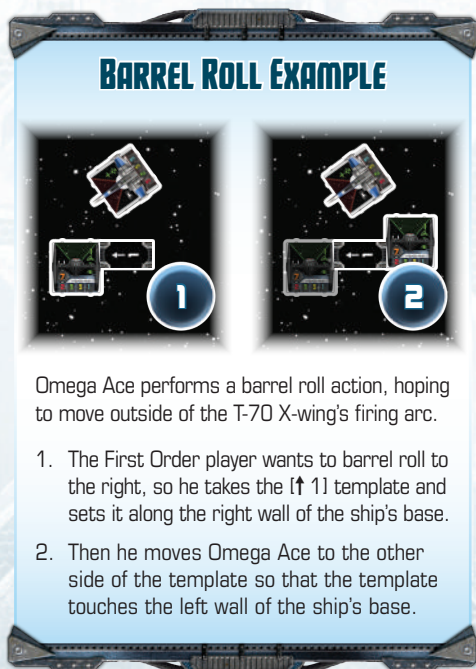 BARREL ROLL EXAMPLE
1
2
Omega Ace performs a barrel roll action, hoping
to move outside of the T-70 X-wing's firing arc.
1. The First Order player wants to barrel roll to
the right, so he takes the [↑ 1] template and
sets it along the right wall of the ship's base.
2. Then he moves Omega Ace to the other
side of the template so that the template
touches the left wall of the ship's base.